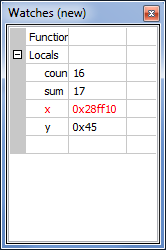 Watches (new)
Function
Locals
coun 16
sum 17
x 0x28ff10
y 0x45